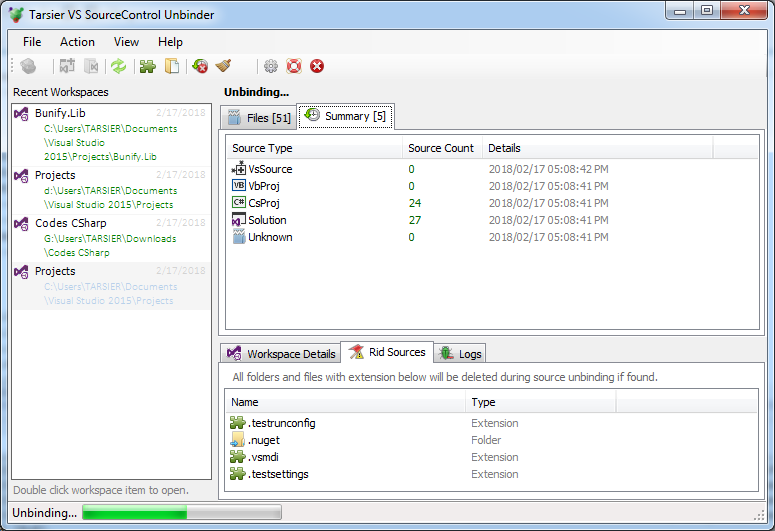 Tarsier VS SourceControl Unbinder
File Action View Help
Recent Workspaces
Bunify.Lib 2/17/2018
C:\Users\TARSIER\Documents
\Visual Studio
2015\Projects\Bunify.Lib
Projects 2/17/2018
d:\Users\TARSIER\Documents
\Visual Studio 2015\Projects
Codes CSharp 2/17/2018
G:\Users\TARSIER\Downloads
\Codes CSharp
Projects 2/17/2018
C:\Users\TARSIER\Documents
\Visual Studio 2015\Projects
Double click workspace item to open.
Unbinding...
Files [51] Summary [5]
Source Type Source Count Details
VsSource 0 2018/02/17 05:08:42 PM
VB VbProj 0 2018/02/17 05:08:41 PM
C# CsProj 24 2018/02/17 05:08:41 PM
Solution 27 2018/02/17 05:08:41 PM
Unknown 0 2018/02/17 05:08:41 PM
Workspace Details Rid Sources Logs
All folders and files with extension below will be deleted during source unbinding if found.
Name Type
.testrunconfig Extension
.nuget Folder
.vsmdi Extension
.testsettings Extension
Unbinding...